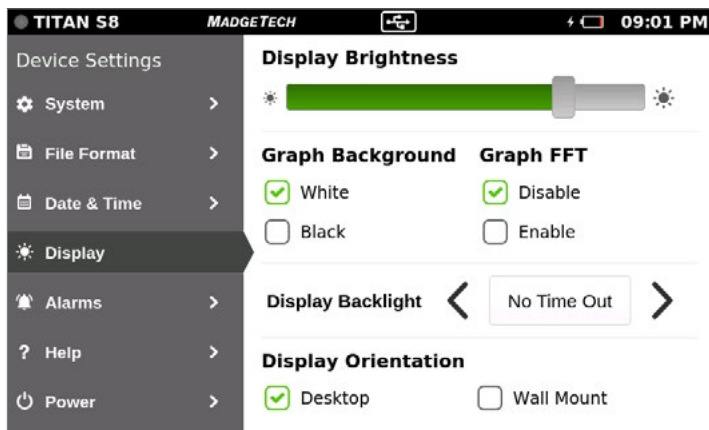 TITAN S8 MADGETECH 09:01 PM
Device Settings
System
File Format
Date & Time
Display
Alarms
? Help
Power
Display Brightness
Graph Background Graph FFT
White Disable
Black Enable
Display Backlight No Time Out
Display Orientation
Desktop Wall Mount